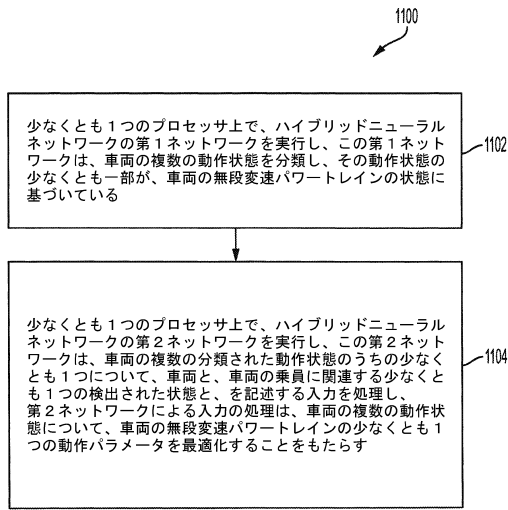 1100
少なくとも１つのプロセッサ上で、ハイブリッドニューラル
ネットワークの第１ネットワークを実行し、この第１ネット
ワークは、車両の複数の動作状態を分類し、その動作状態の
少なくとも一部が、車両の無段変速パワートレインの状態に
基づいている
1102
少なくとも１つのプロセッサ上で、ハイブリッドニューラル
ネットワークの第２ネットワークを実行し、この第２ネット
ワークは、車両の複数の分類された動作状態のうちの少なく
とも１つについて、車両と、車両の乗員に関連する少なくと
も１つの検出された状態と、を記述する入力を処理し、
第２ネットワークによる入力の処理は、車両の複数の動作状
態について、車両の無段変速パワートレインの少なくとも１
つの動作パラメータを最適化することをもたらす
1104